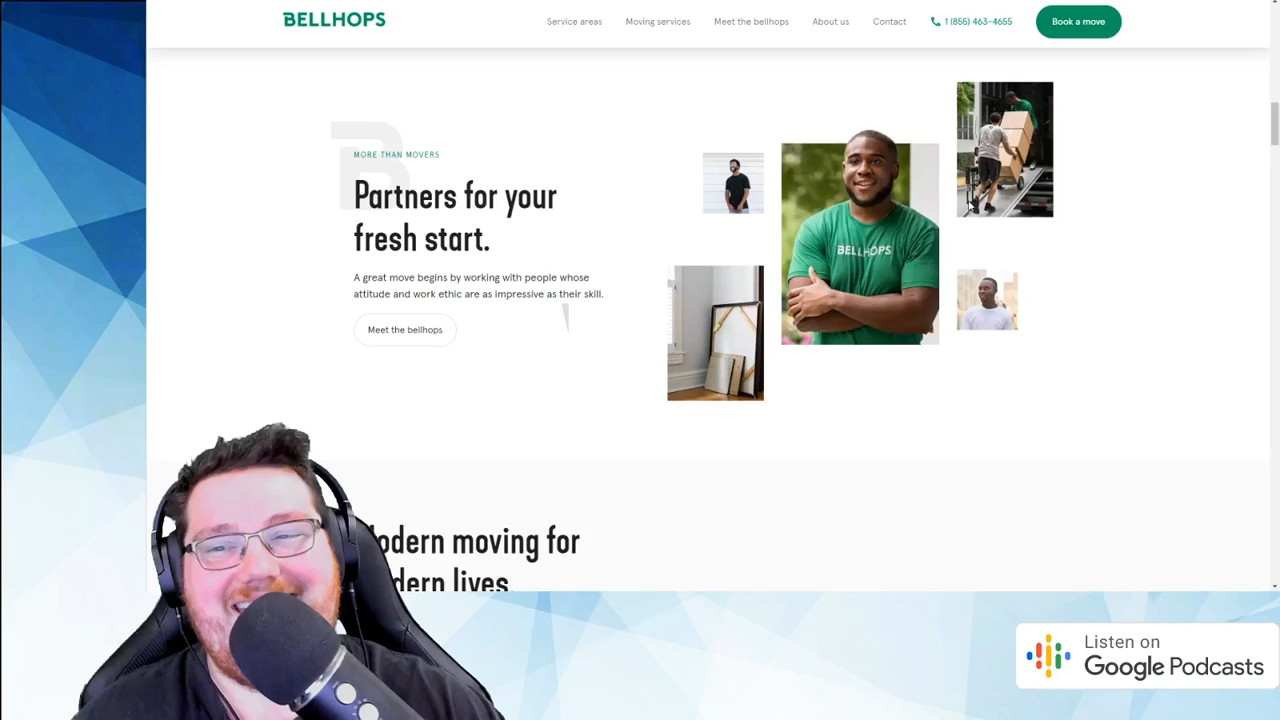 BELLHOPS
Service areas
Moving services
Meet the bellhops
About us
Contact
1 (855) 463-4655
Book a move
MORE THAN MOVERS
Partners for your
fresh start.
A great move begins by working with people whose
attitude and work ethic are as impressive as their skill.
Meet the bellhops
BELLHOPS
odern moving for
dern lives.
Listen on
Google Podcasts